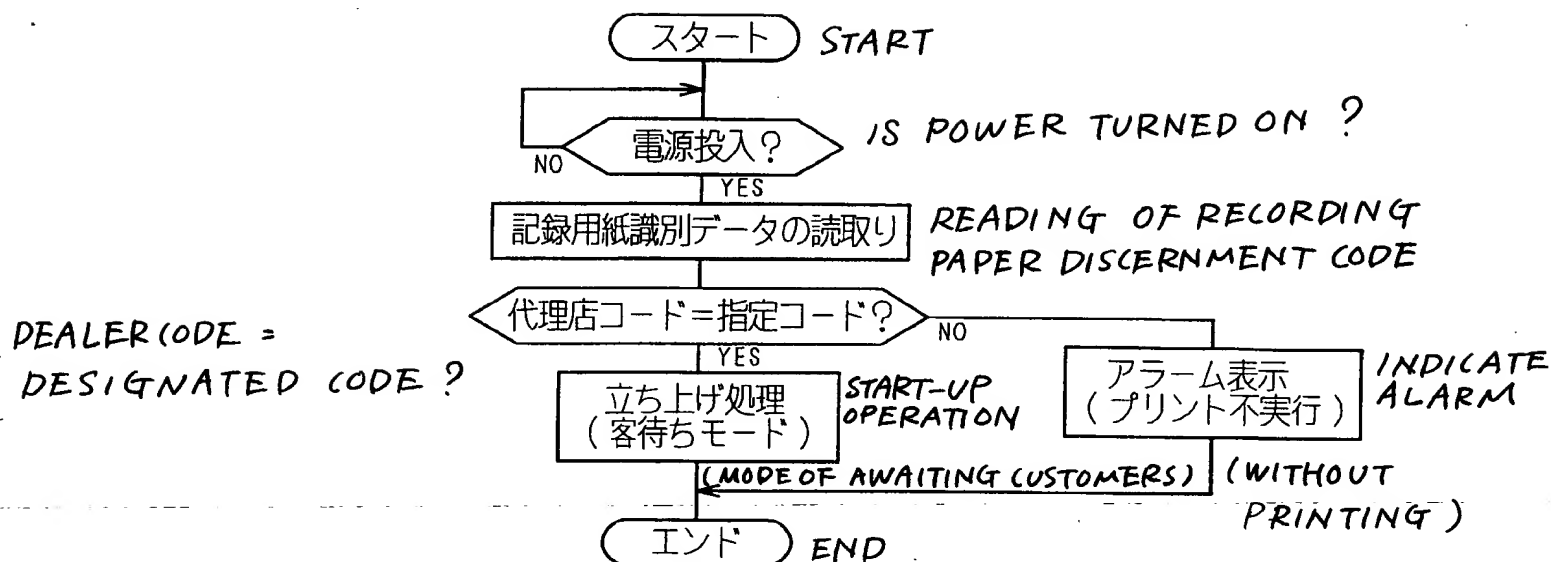 スタート START
電源投入? IS POWER TURNED ON ?
NO
YES
記録用紙識別データの読取り READING OF RECORDING
PAPER DISCERNMENT CODE
代理店コード=指定コード?
NO
DEALER CODE =
DESIGNATED CODE ?
YES
立ち上げ処理 START-UP
(客待ちモード) OPERATION
(MODE OF AWAITING CUSTOMERS)
アラーム表示 INDICATE
(プリント不実行) ALARM
(WITHOUT
PRINTING)
エンド END